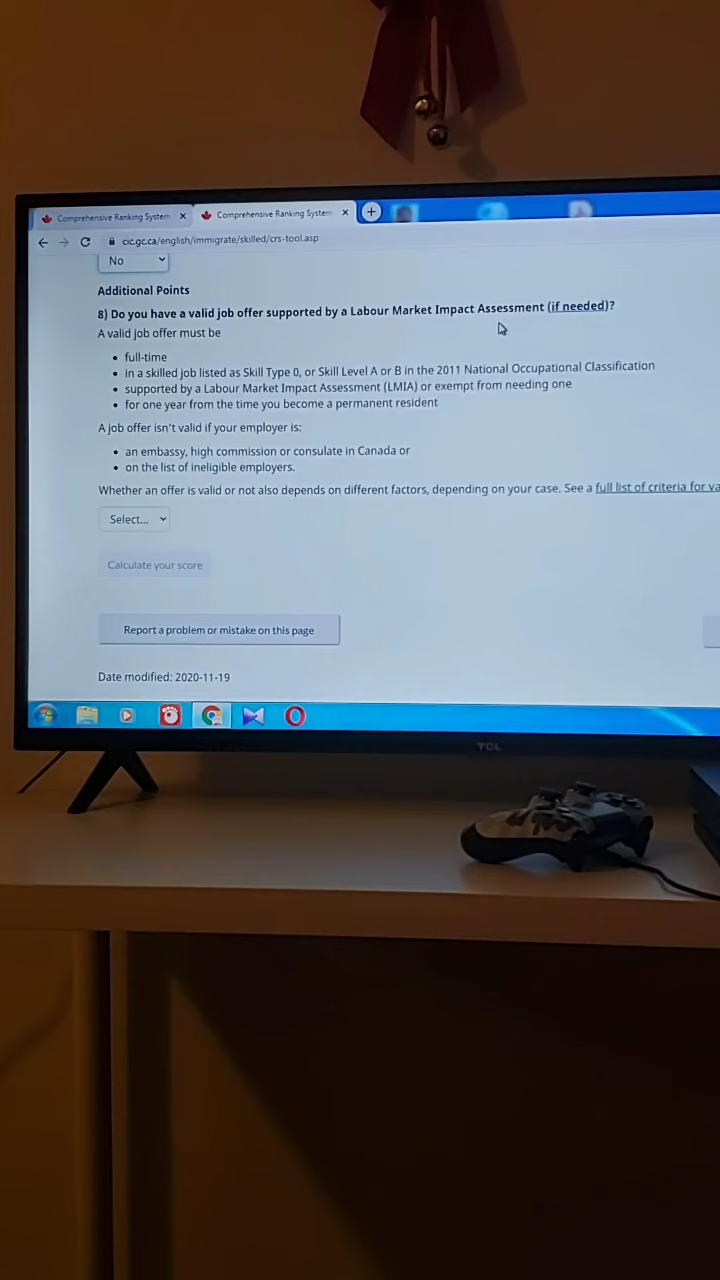 Comprehensive Ranking System
Comprehensive Ranking System
cic.gc.ca/english/immigrate/skilled/crs-tool.asp
No
Additional Points
8) Do you have a valid job offer supported by a Labour Market Impact Assessment (if needed)?
A valid job offer must be
• full-time
• in a skilled job listed as Skill Type 0, or Skill Level A or B in the 2011 National Occupational Classification
• supported by a Labour Market Impact Assessment (LMIA) or exempt from needing one
• for one year from the time you become a permanent resident
A job offer isn't valid if your employer is:
• an embassy, high commission or consulate in Canada or
• on the list of ineligible employers.
Whether an offer is valid or not also depends on different factors, depending on your case. See a full list of criteria for va
Select...
Calculate your score
Report a problem or mistake on this page
Date modified: 2020-11-19
TCL